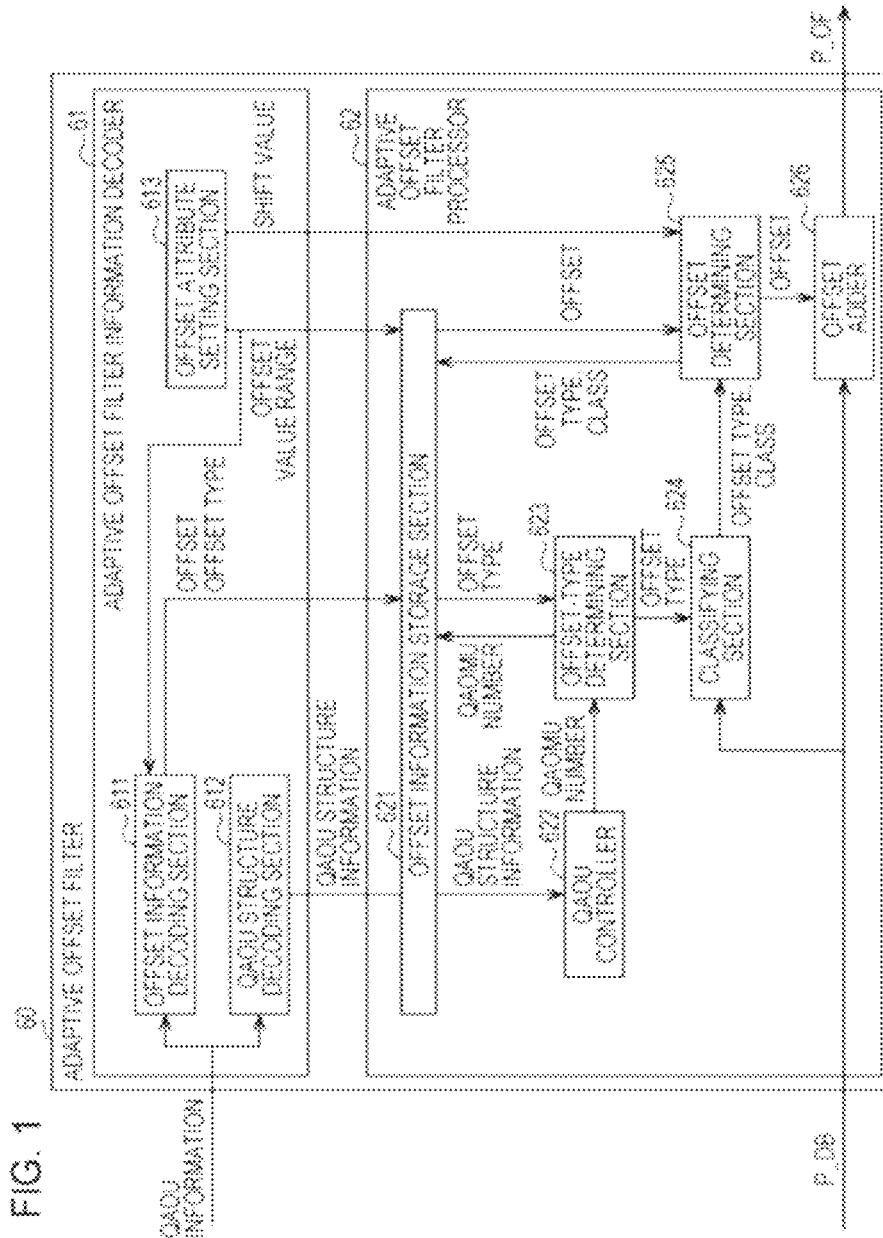 FIG. 1
60
ADAPTIVE OFFSET FILTER
QAOU
INFORMATION
61
ADAPTIVE OFFSET FILTER INFORMATION DECODER
611
OFFSET INFORMATION
DECODING SECTION
612
QAOU STRUCTURE
DECODING SECTION
613
OFFSET ATTRIBUTE
SETTING SECTION
OFFSET
OFFSET TYPE
OFFSET
VALUE RANGE
SHIFT VALUE
QAOU STRUCTURE
INFORMATION
62
ADAPTIVE
OFFSET
FILTER
PROCESSOR
621
OFFSET INFORMATION STORAGE SECTION
QAOU
STRUCTURE
INFORMATION
622
QAOU
CONTROLLER
QAOMU
NUMBER
QAOMU
NUMBER
OFFSET
TYPE
623
OFFSET-TYPE
DETERMINING
SECTION
OFFSET
TYPE
624
CLASSIFYING
SECTION
OFFSET TYPE,
CLASS
OFFSET TYPE,
CLASS
OFFSET
625
OFFSET
DETERMINING
SECTION
OFFSET
626
OFFSET
ADDER
P_DB
P_OF